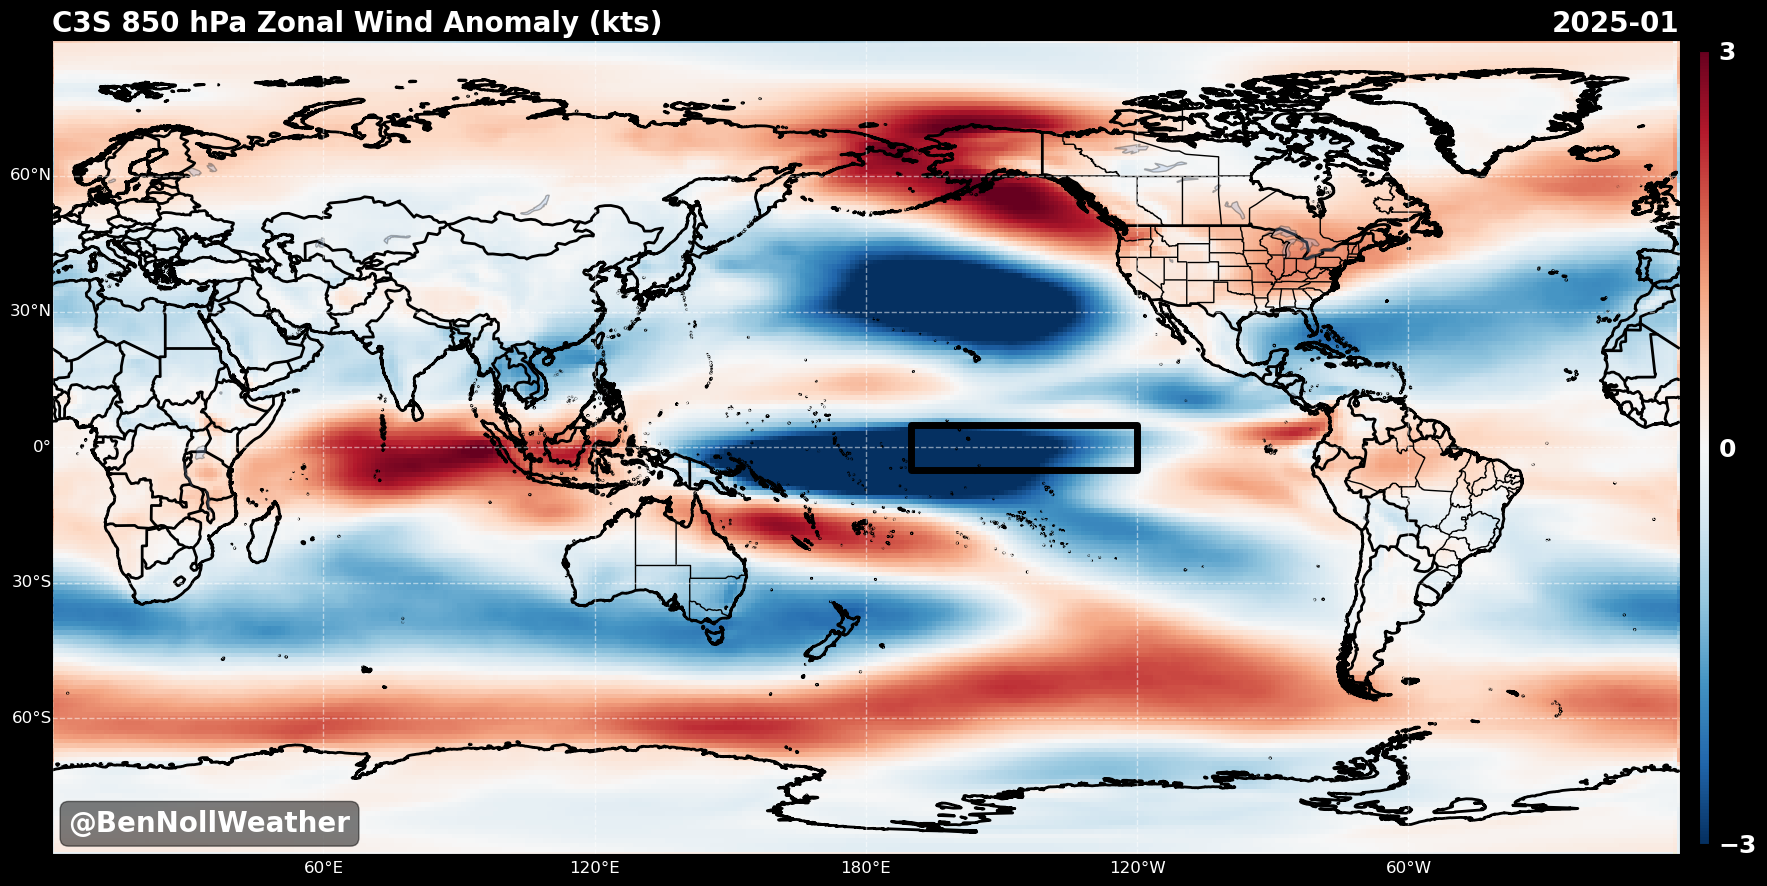 C3S 850 hPa Zonal Wind Anomaly (kts)
2025-01
3
60°N
30°N
0°
0
30°S
60°S
−3
@BenNollWeather
60°E
120°E
180°E
120°W
60°W